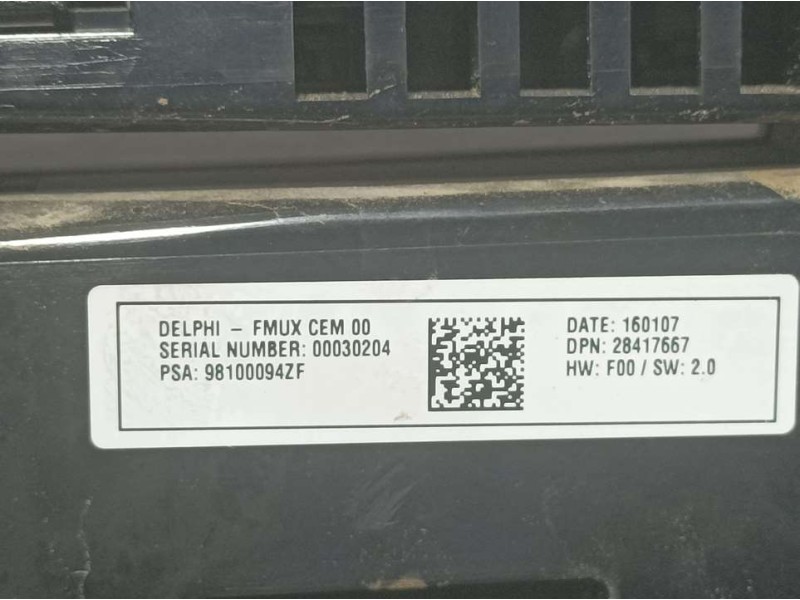 DELPHI - FMUX CEM 00
SERIAL NUMBER: 00030204
PSA: 98100094ZF
DATE: 160107
DPN: 28417667
HW: F00 / SW: 2.0